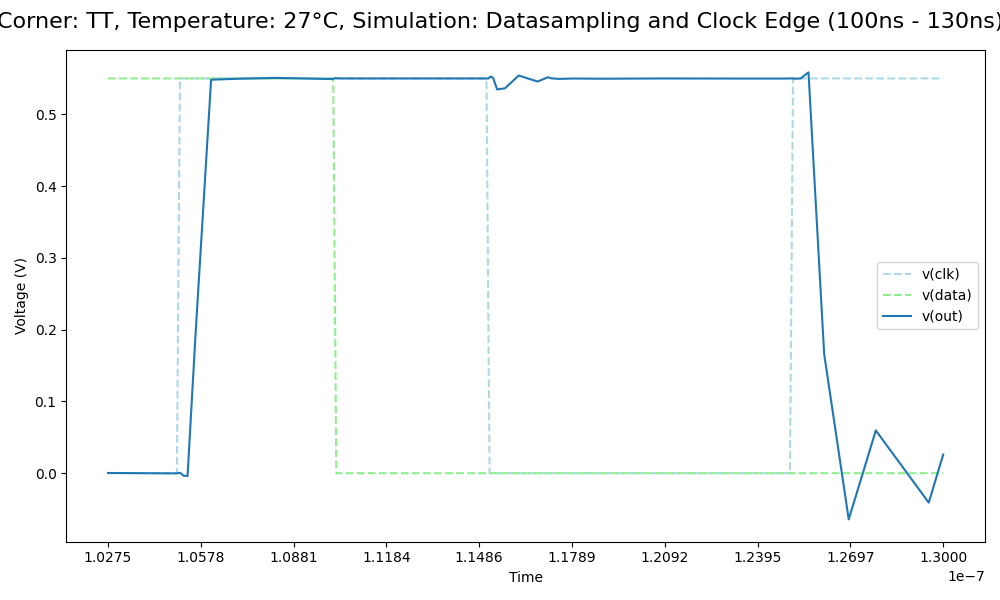 Corner: TT, Temperature: 27°C, Simulation: Datasampling and Clock Edge (100ns - 130ns)
0.5
0.4
0.3
0.2
0.1
0.0
Voltage (V)
v(clk)
v(data)
v(out)
1.0275 1.0578 1.0881 1.1184 1.1486 1.1789 1.2092 1.2395 1.2697 1.3000
1e−7
Time